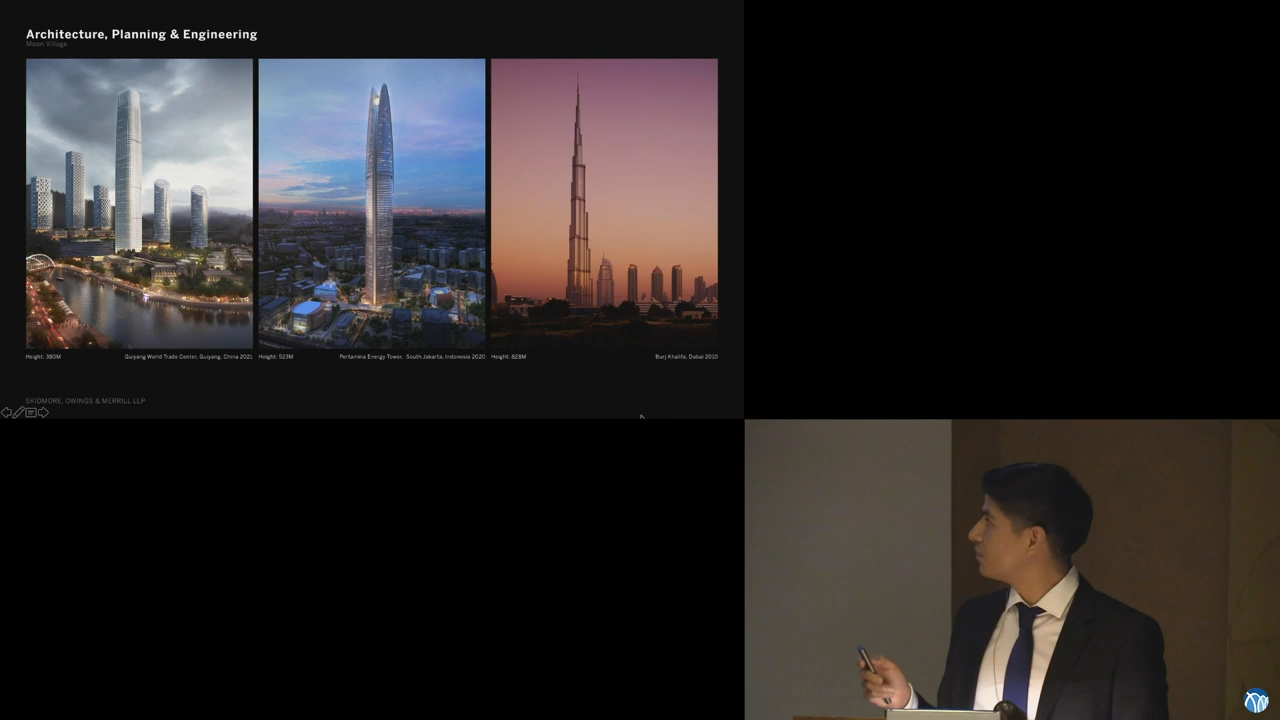 Architecture, Planning & Engineering
Moon Village
Height: 380M
Guiyang World Trade Center, Guiyang, China 2021
Height: 523M
Pertamina Energy Tower, South Jakarta, Indonesia 2020
Height: 828M
Burj Khalifa, Dubai 2010
SKIDMORE, OWINGS & MERRILL LLP